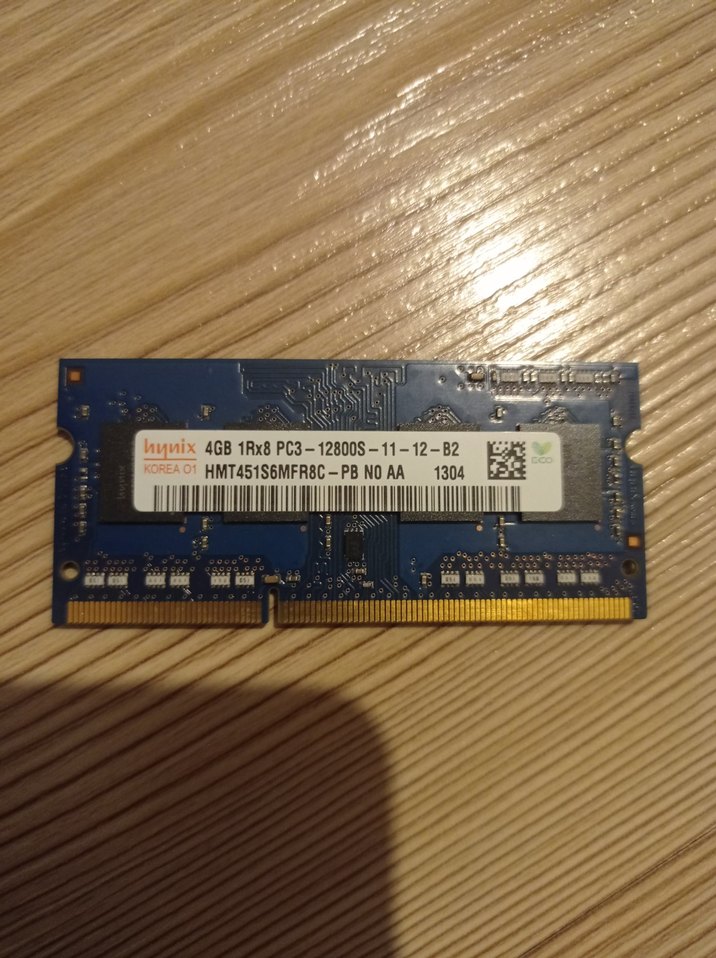 hynix 4GB 1Rx8 PC3-12800S-11-12-B2
KOREA 01 HMT451S6MFR8C-PB N0 AA 1304
ECO